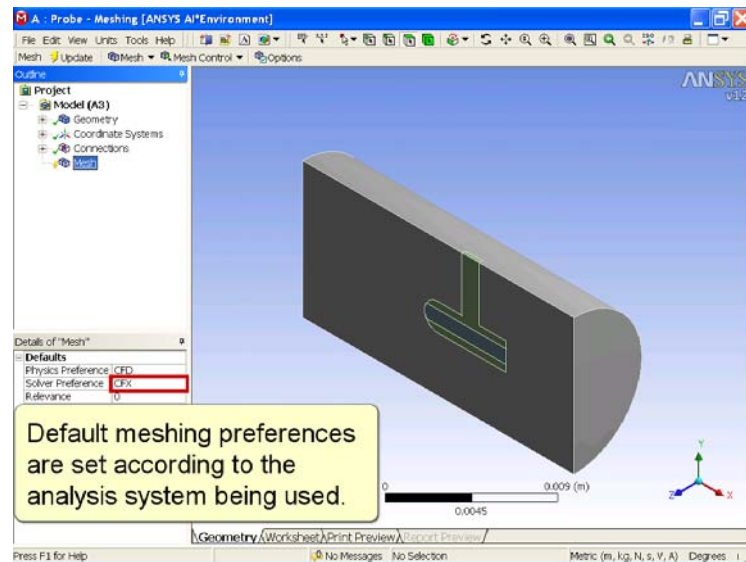 A : Probe - Meshing [ANSYS AI*Environment]
File Edit View Units Tools Help
Mesh Update Mesh Mesh Control Options
Outline
Project
Model (A3)
Geometry
Coordinate Systems
Connections
Mesh
ANSYS
Details of "Mesh"
Defaults
Physics Preference CFD
Solver Preference CFX
Relevance 0
Default meshing preferences
are set according to the
analysis system being used.
0
0.009 (m)
0.0045
Y
Z
X
Geometry Worksheet Print Preview Report Preview
Press F1 for Help
No Messages
No Selection
Metric (m, kg, N, s, V, A) Degrees